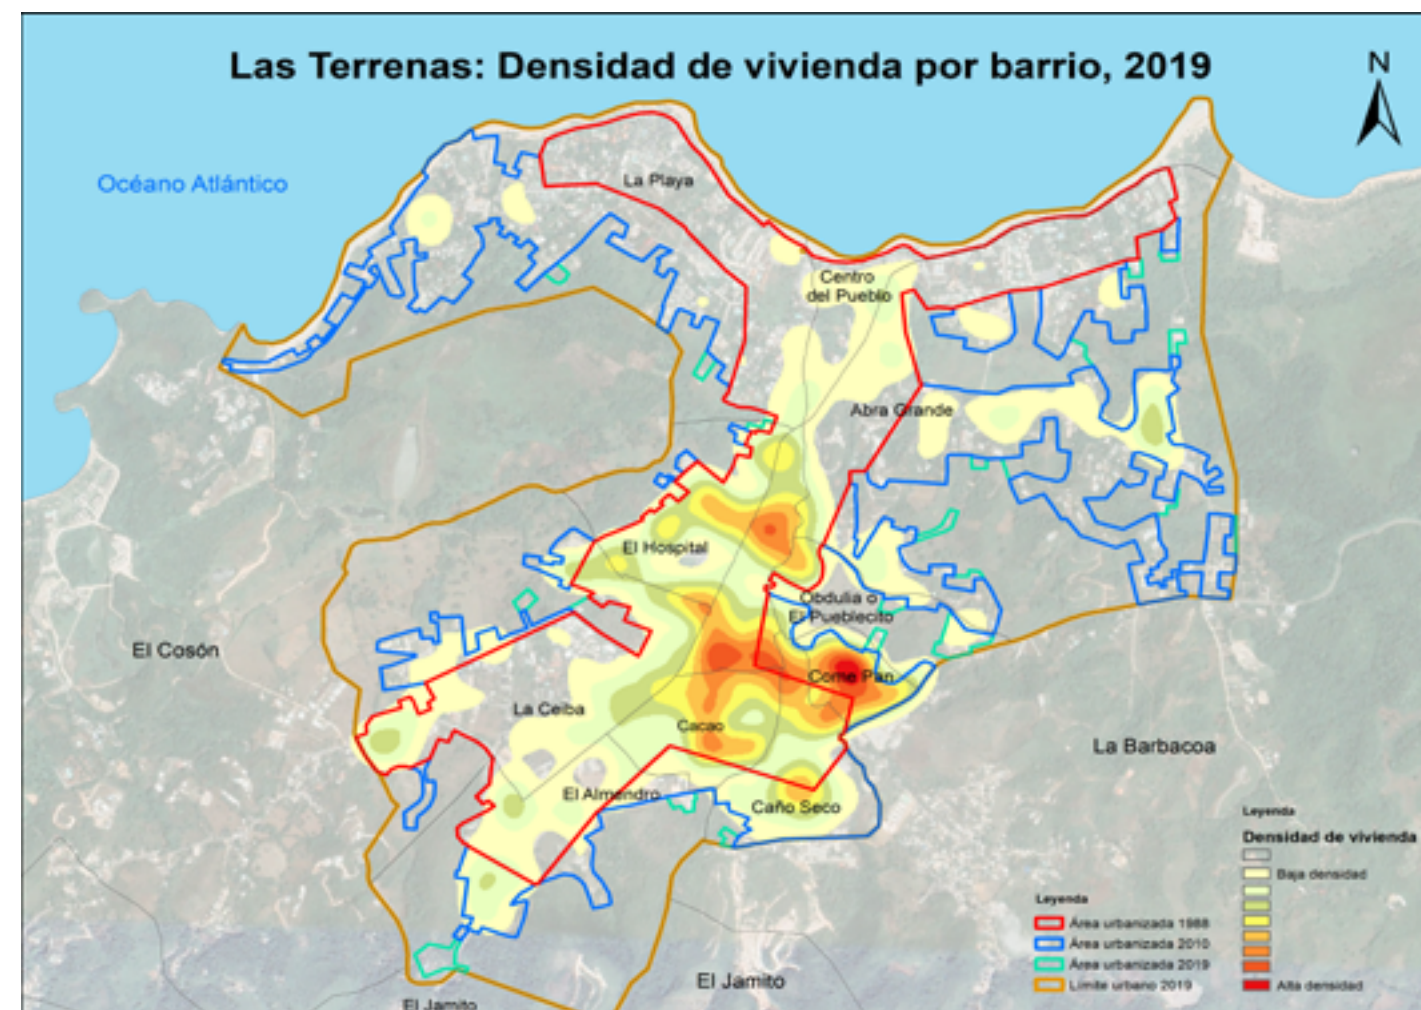 Las Terrenas: Densidad de vivienda por barrio, 2019
N
Océano Atlántico
La Playa
Centro
del Pueblo
Abra Grande
El Hospital
Obdulia o
El Pueblecito
El Cosón
Come Pan
La Ceiba
Cacao
La Barbacoa
El Almendro
Caño Seco
Leyenda
Densidad de vivienda
Baja densidad
Alta densidad
Leyenda
Área urbanizada 1988
Área urbanizada 2010
Área urbanizada 2019
Límite urbano 2019
El Jamito
El Jamito